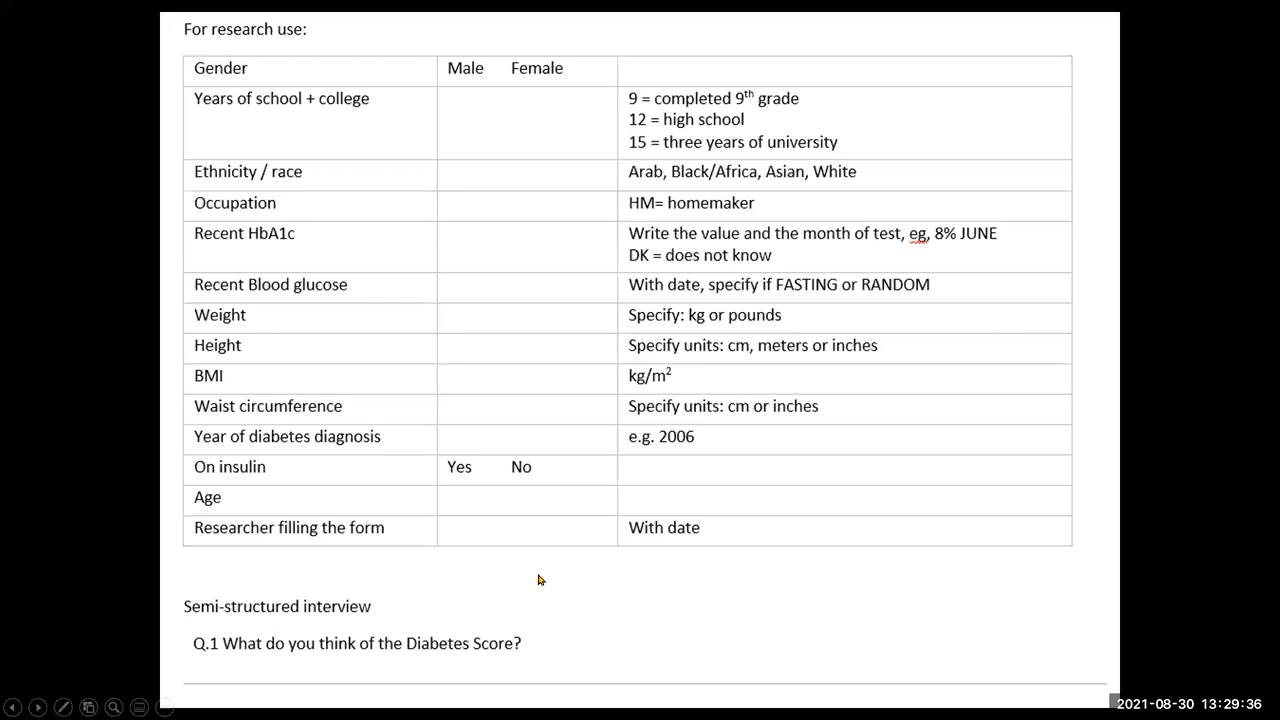 For research use:
Gender Male Female
Years of school + college 9 = completed 9th grade
12 = high school
15 = three years of university
Ethnicity / race Arab, Black/Africa, Asian, White
Occupation HM= homemaker
Recent HbA1c Write the value and the month of test, eg, 8% JUNE
DK = does not know
Recent Blood glucose With date, specify if FASTING or RANDOM
Weight Specify: kg or pounds
Height Specify units: cm, meters or inches
BMI kg/m²
Waist circumference Specify units: cm or inches
Year of diabetes diagnosis e.g. 2006
On insulin Yes No
Age
Researcher filling the form With date
Semi-structured interview
Q.1 What do you think of the Diabetes Score?
2021-08-30 13:29:36